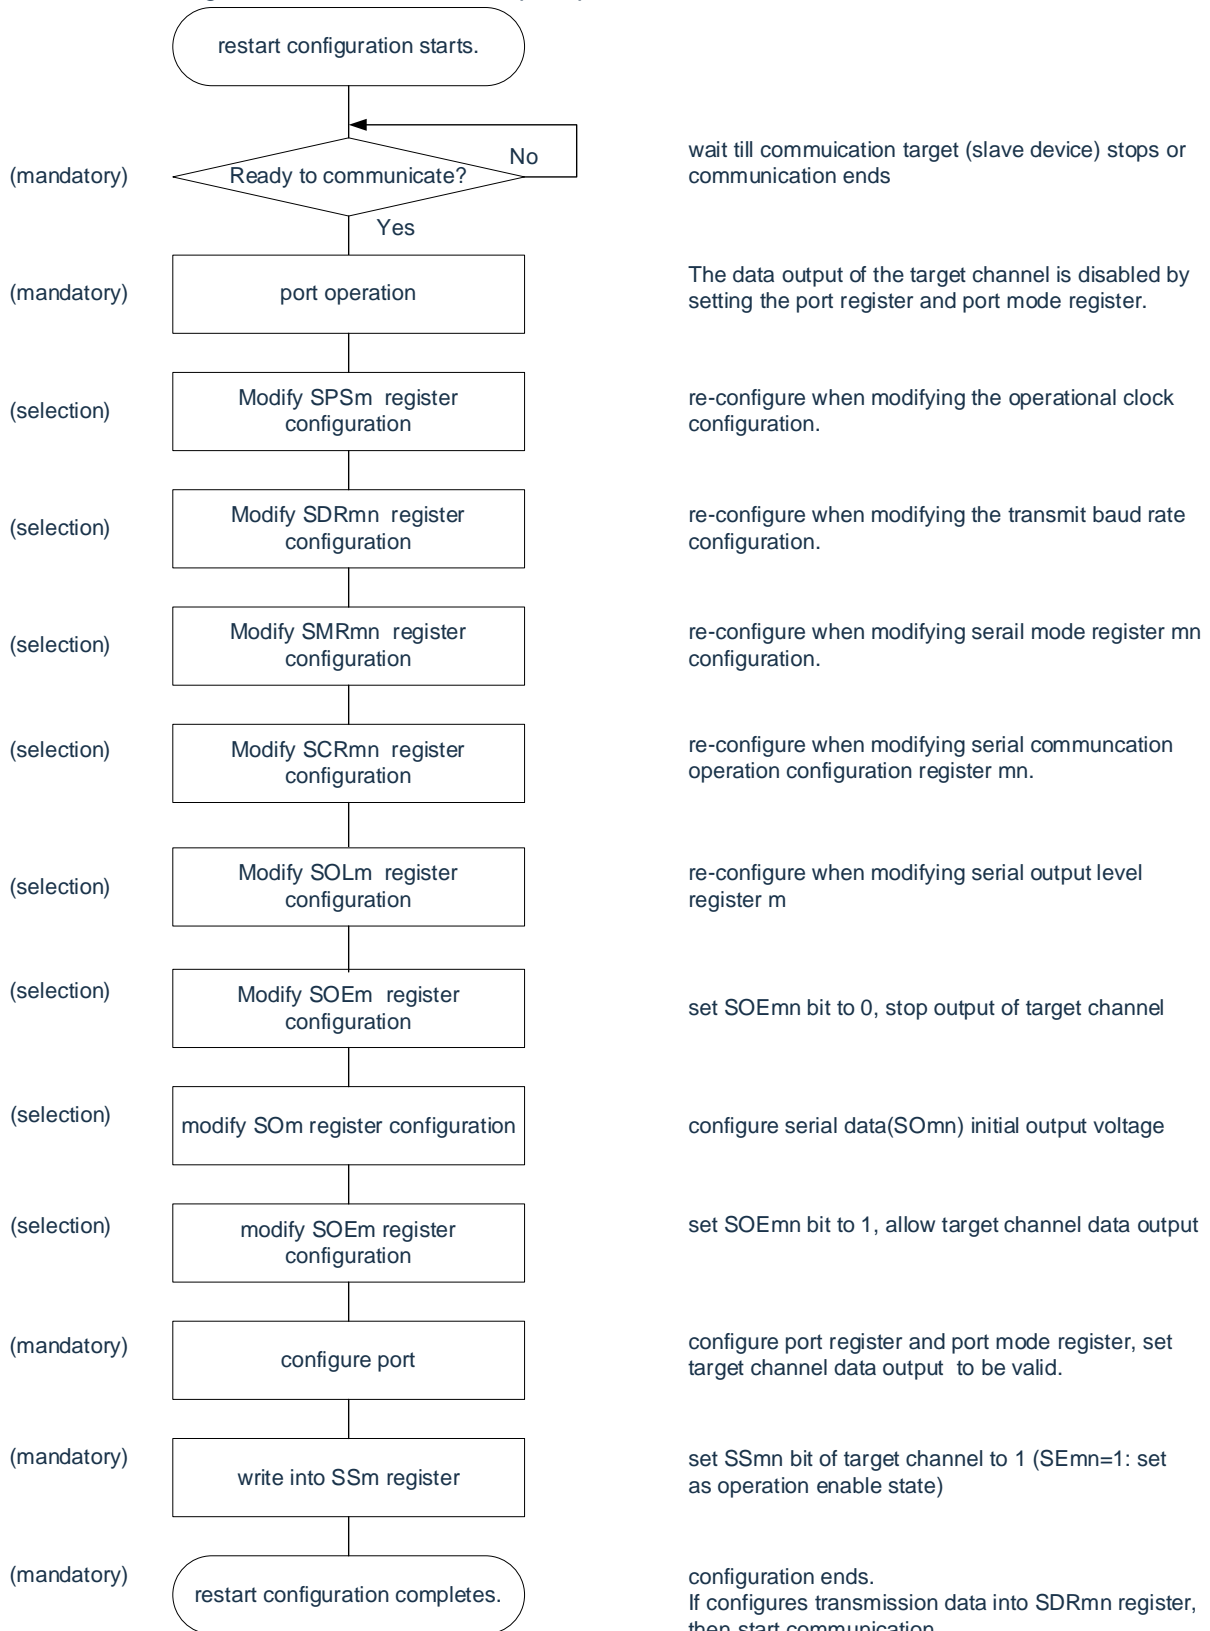 restart configuration starts.
No
(mandatory)
Ready to communicate?
wait till commuication target (slave device) stops or
communication ends
Yes
(mandatory)
port operation
The data output of the target channel is disabled by
setting the port register and port mode register.
(selection)
Modify SPSm register
configuration
re-configure when modifying the operational clock
configuration.
(selection)
Modify SDRmn register
configuration
re-configure when modifying the transmit baud rate
configuration.
(selection)
Modify SMRmn register
configuration
re-configure when modifying serail mode register mn
configuration.
(selection)
Modify SCRmn register
configuration
re-configure when modifying serial communcation
operation configuration register mn.
(selection)
Modify SOLm register
configuration
re-configure when modifying serial output level
register m
(selection)
Modify SOEm register
configuration
set SOEmn bit to 0, stop output of target channel
(selection)
modify SOm register configuration
configure serial data(SOmn) initial output voltage
(selection)
modify SOEm register
configuration
set SOEmn bit to 1, allow target channel data output
(mandatory)
configure port
configure port register and port mode register, set
target channel data output to be valid.
(mandatory)
write into SSm register
set SSmn bit of target channel to 1 (SEmn=1: set
as operation enable state)
(mandatory)
restart configuration completes.
configuration ends.
If configures transmission data into SDRmn register,
then start communication